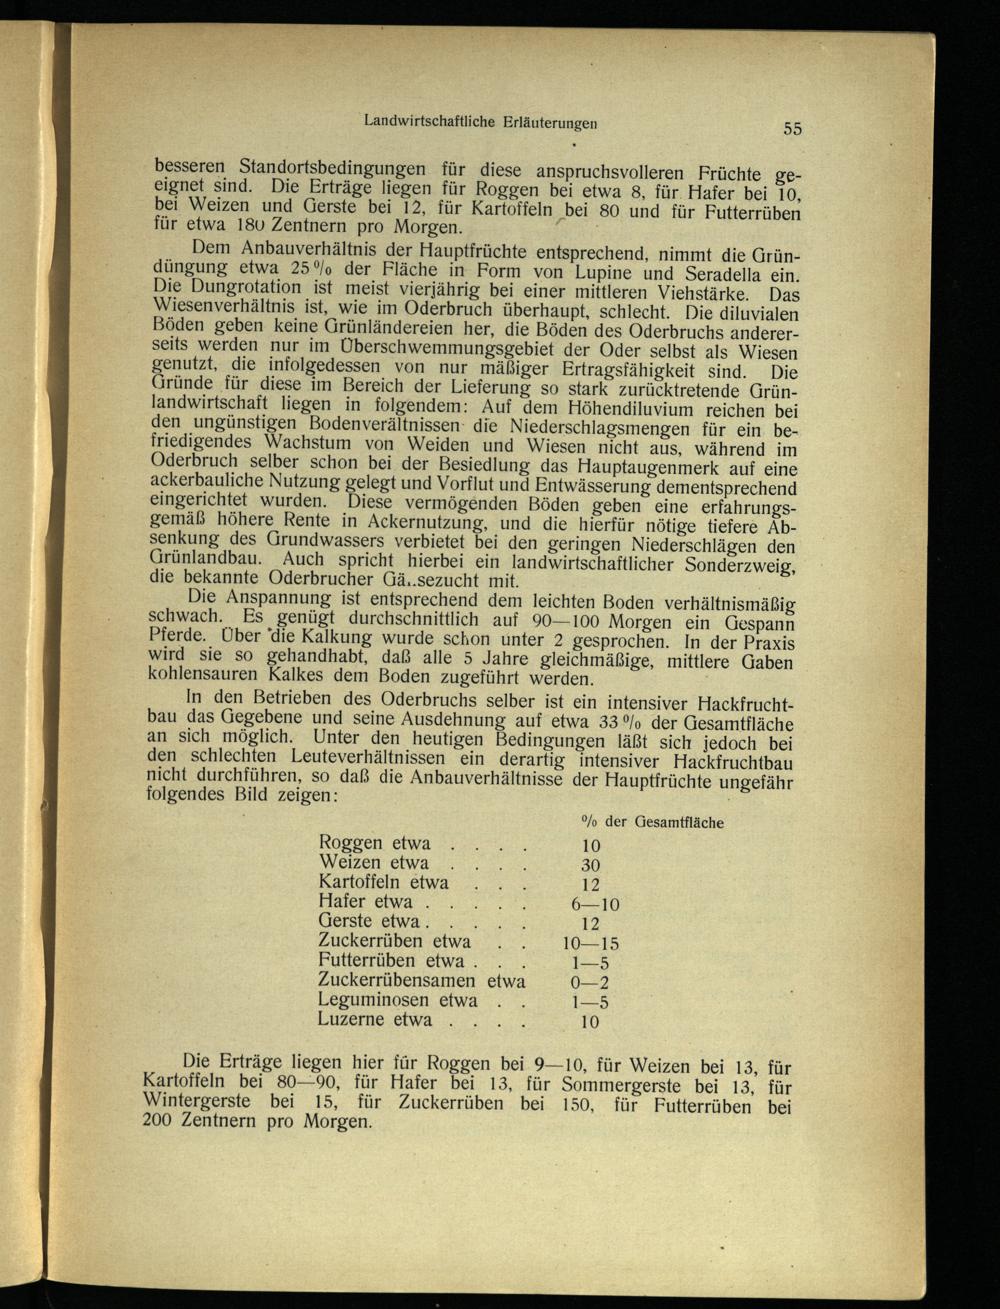 Landwirtschaftliche Erläuterungen
55
besseren Standortsbedingungen für diese anspruchsvolleren Früchte ge-
eignet sind. Die Erträge liegen für Roggen bei etwa 8, für Hafer bei 10,
bei Weizen und Gerste bei 12, für Kartoffeln bei 80 und für Futterrüben
für etwa 180 Zentnern pro Morgen.
Dem Anbauverhältnis der Hauptfrüchte entsprechend, nimmt die Grün-
düngung etwa 25 % der Fläche in Form von Lupine und Seradella ein.
Die Dungrotation ist meist vierjährig bei einer mittleren Viehstärke. Das
Wiesenverhältnis ist, wie im Oderbruch überhaupt, schlecht. Die diluvialen
Böden geben keine Grünländereien her, die Böden des Oderbruchs anderer-
seits werden nur im Überschwemmungsgebiet der Oder selbst als Wiesen
genutzt, die infolgedessen von nur mäßiger Ertragsfähigkeit sind. Die
Gründe für diese im Bereich der Lieferung so stark zurücktretende Grün-
landwirtschaft liegen in folgendem: Auf dem Höhendiluvium reichen bei
den ungünstigen Bodenverältnissen die Niederschlagsmengen für ein be-
friedigendes Wachstum von Weiden und Wiesen nicht aus, während im
Oderbruch selber schon bei der Besiedlung das Hauptaugenmerk auf eine
ackerbauliche Nutzung gelegt und Vorflut und Entwässerung dementsprechend
eingerichtet wurden. Diese vermögenden Böden geben eine erfahrungs-
gemäß höhere Rente in Ackernutzung, und die hierfür nötige tiefere Ab-
senkung des Grundwassers verbietet bei den geringen Niederschlägen den
Grünlandbau. Auch spricht hierbei ein landwirtschaftlicher Sonderzweig,
die bekannte Oderbrucher Gä..sezucht mit.
Die Anspannung ist entsprechend dem leichten Boden verhältnismäßig
schwach. Es genügt durchschnittlich auf 90—100 Morgen ein Gespann
Pferde. Über die Kalkung wurde schon unter 2 gesprochen. In der Praxis
wird sie so gehandhabt, daß alle 5 Jahre gleichmäßige, mittlere Gaben
kohlensauren Kalkes dem Boden zugeführt werden.
In den Betrieben des Oderbruchs selber ist ein intensiver Hackfrucht-
bau das Gegebene und seine Ausdehnung auf etwa 33 % der Gesamtfläche
an sich möglich. Unter den heutigen Bedingungen läßt sich jedoch bei
den schlechten Leuteverhältnissen ein derartig intensiver Hackfruchtbau
nicht durchführen, so daß die Anbauverhältnisse der Hauptfrüchte ungefähr
folgendes Bild zeigen:
% der Gesamtfläche
Roggen etwa . . . . 10
Weizen etwa . . . . 30
Kartoffeln etwa . . . 12
Hafer etwa . . . . . 6—10
Gerste etwa . . . . . 12
Zuckerrüben etwa . . 10—15
Futterrüben etwa . . . 1—5
Zuckerrübensamen etwa 0—2
Leguminosen etwa . . 1—5
Luzerne etwa . . . . 10
Die Erträge liegen hier für Roggen bei 9—10, für Weizen bei 13, für
Kartoffeln bei 80—90, für Hafer bei 13, für Sommergerste bei 13, für
Wintergerste bei 15, für Zuckerrüben bei 150, für Futterrüben bei
200 Zentnern pro Morgen.